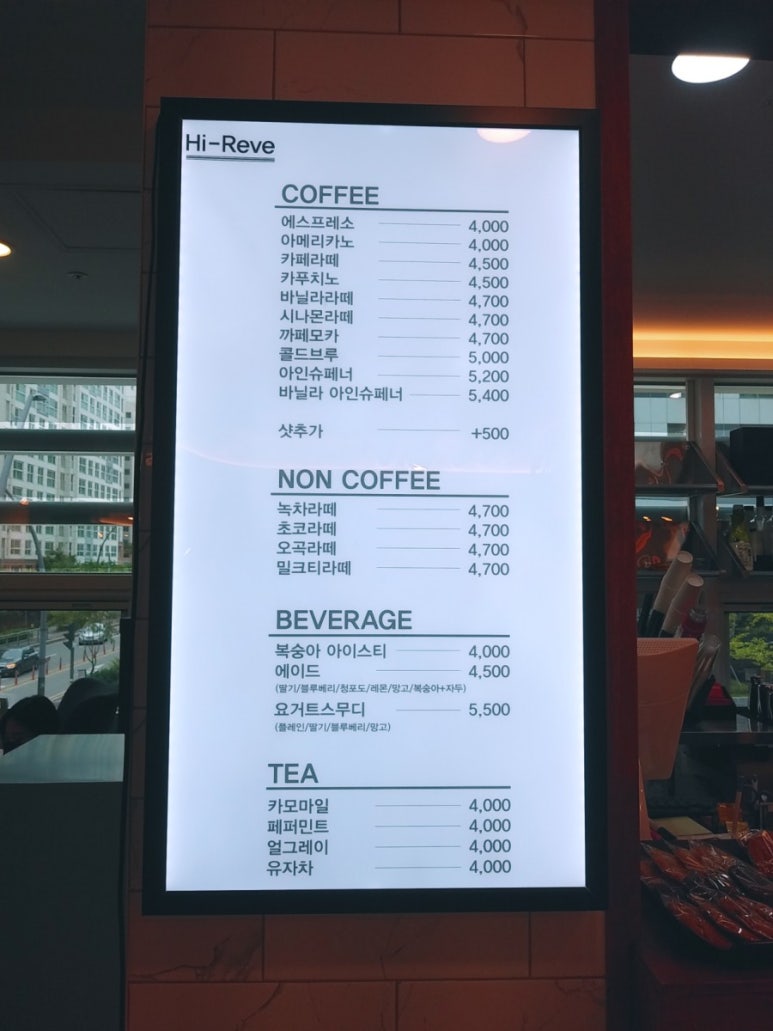 Hi-Reve
COFFEE
에스프레소 4,000
아메리카노 4,000
카페라떼 4,500
카푸치노 4,500
바닐라라떼 4,700
시나몬라떼 4,700
까페모카 4,700
콜드브루 5,000
아인슈페너 5,200
바닐라 아인슈페너 5,400
샷추가 +500
NON COFFEE
녹차라떼 4,700
초코라떼 4,700
오곡라떼 4,700
밀크티라떼 4,700
BEVERAGE
복숭아 아이스티 4,000
에이드 4,500
(딸기/블루베리/청포도/레몬/망고/복숭아+자두)
요거트스무디 5,500
(플레인/딸기/블루베리/망고)
TEA
카모마일 4,000
페퍼민트 4,000
얼그레이 4,000
유자차 4,000